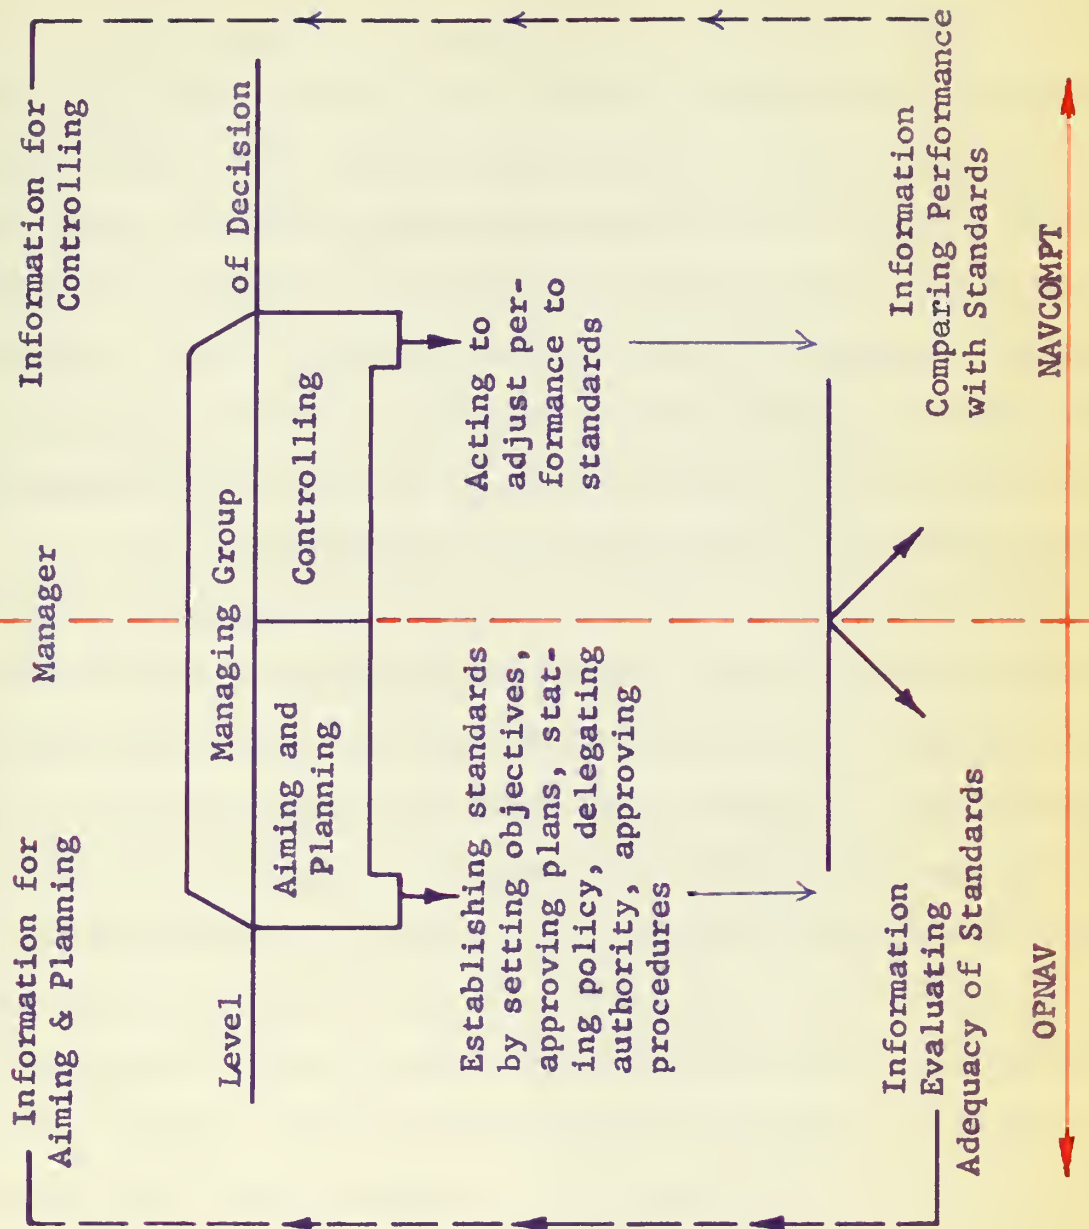 Information for
Aiming & Planning
Manager
Information for
Controlling
Managing Group
Level
of Decision
Aiming and
Planning
Controlling
Establishing standards
by setting objectives,
approving plans, stat-
ing policy, delegating
authority, approving
procedures
Acting to
adjust per-
formance to
standards
Information
Evaluating
Adequacy of Standards
Information
Comparing Performance
with Standards
OPNAV
NAVCOMPT